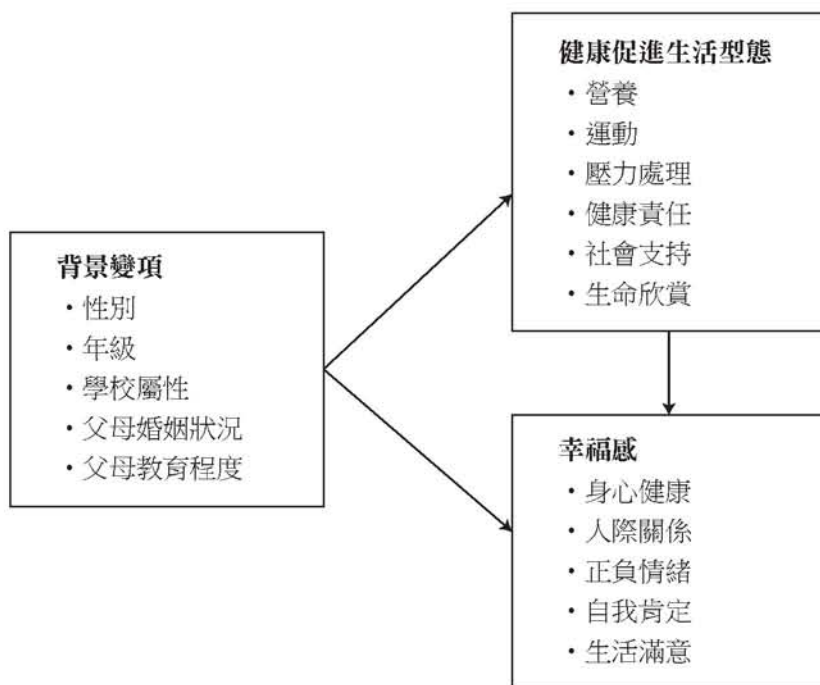 健康促進生活型態
・營養
・運動
・壓力處理
・健康責任
・社會支持
・生命欣賞
背景變項
・性別
・年級
・學校屬性
・父母婚姻狀況
・父母教育程度
幸福感
・身心健康
・人際關係
・正負情緒
・自我肯定
・生活滿意